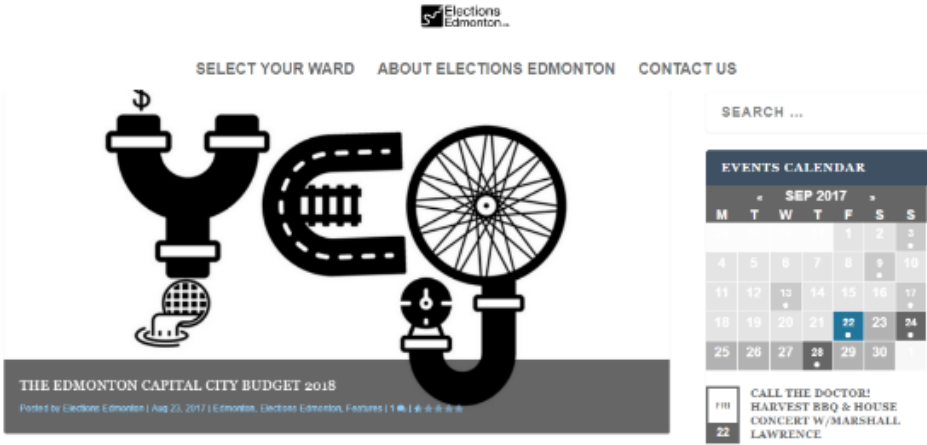 Elections
Edmonton
SELECT YOUR WARD ABOUT ELECTIONS EDMONTON CONTACT US
$
YEG
SEARCH ...
EVENTS CALENDAR
« SEP 2017 »
M T W T F S S
1 2 3
4 5 6 7 8 9 10
11 12 13 14 15 16 17
18 19 20 21 22 23 24
25 26 27 28 29 30 1
THE EDMONTON CAPITAL CITY BUDGET 2018
Posted by Elections Edmonton | Aug 23, 2017 | Edmonton, Elections Edmonton, Features | 1 |
FRI
22
CALL THE DOCTOR!
HARVEST BBQ & HOUSE
CONCERT W/MARSHALL
LAWRENCE